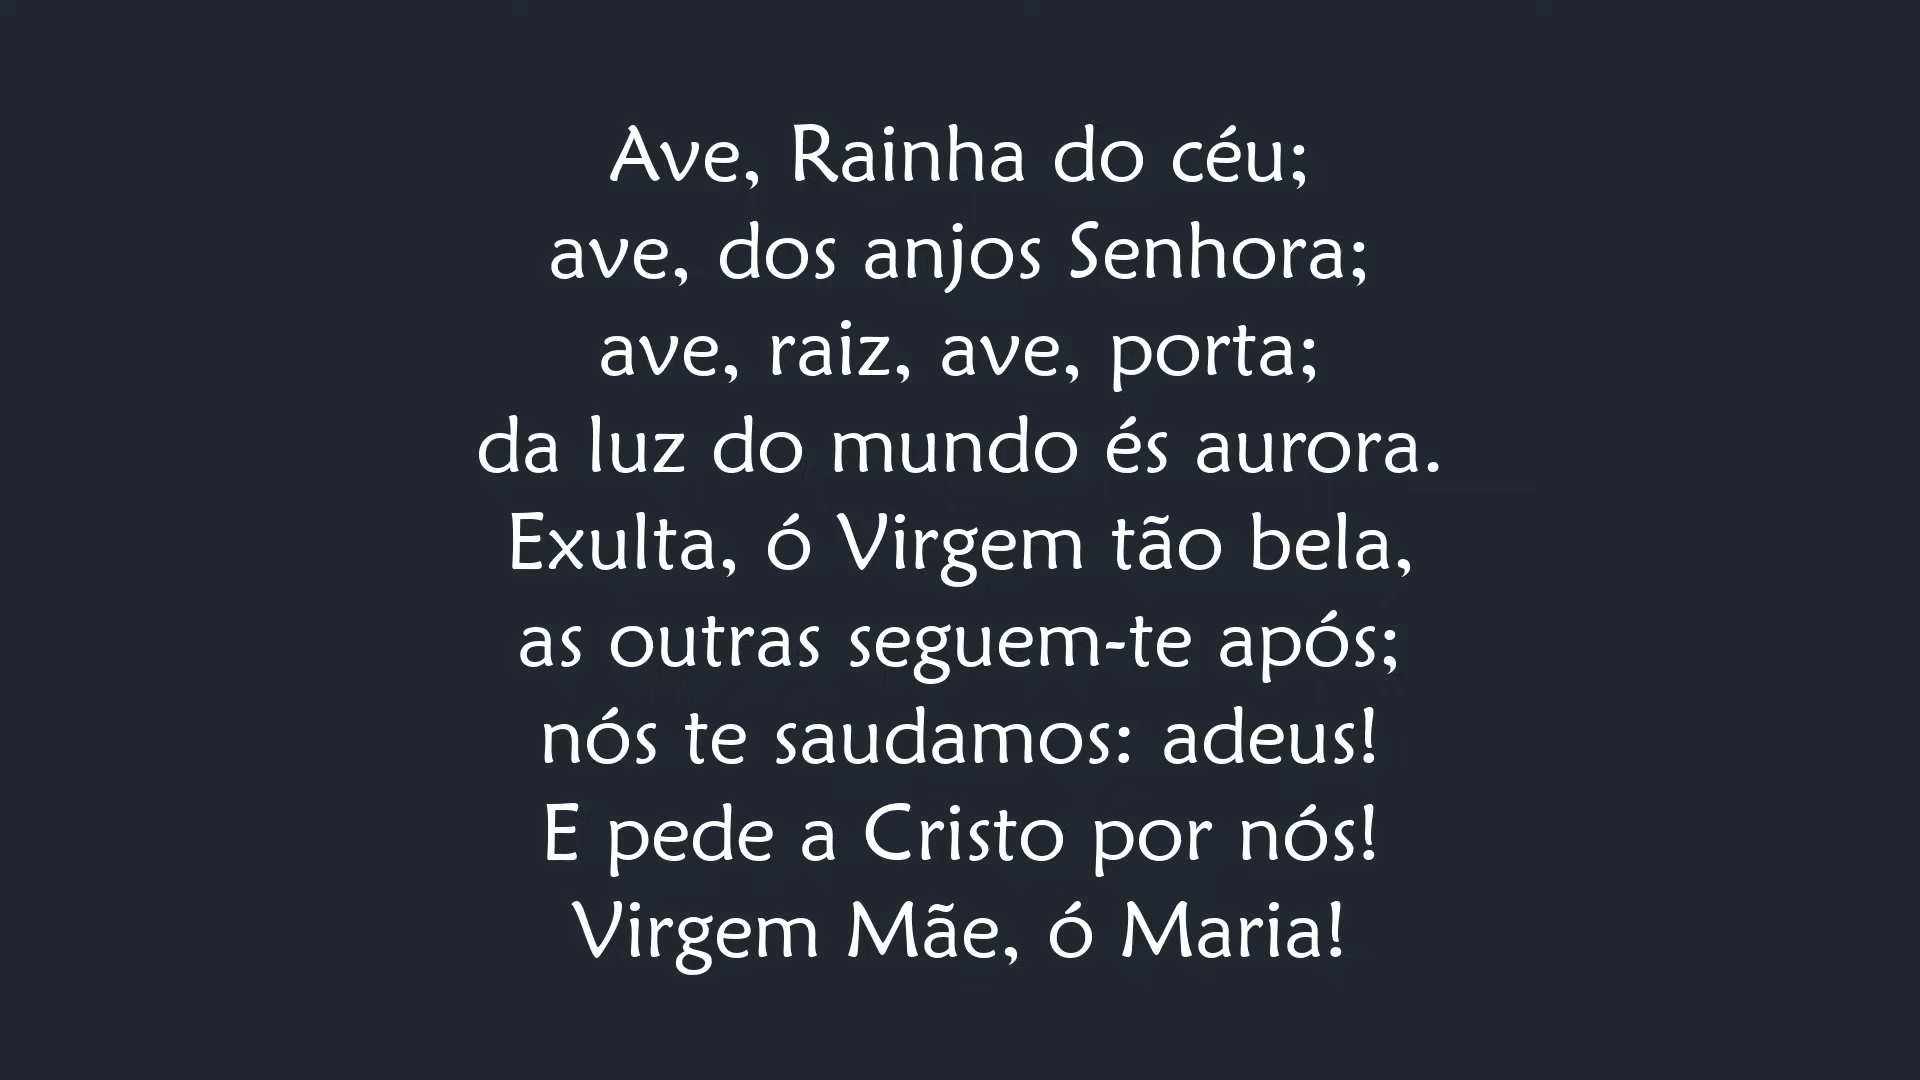 Ave, Rainha do céu;
ave, dos anjos Senhora;
ave, raiz, ave, porta;
da luz do mundo és aurora.
Exulta, ó Virgem tão bela,
as outras seguem-te após;
nós te saudamos: adeus!
E pede a Cristo por nós!
Virgem Mãe, ó Maria!